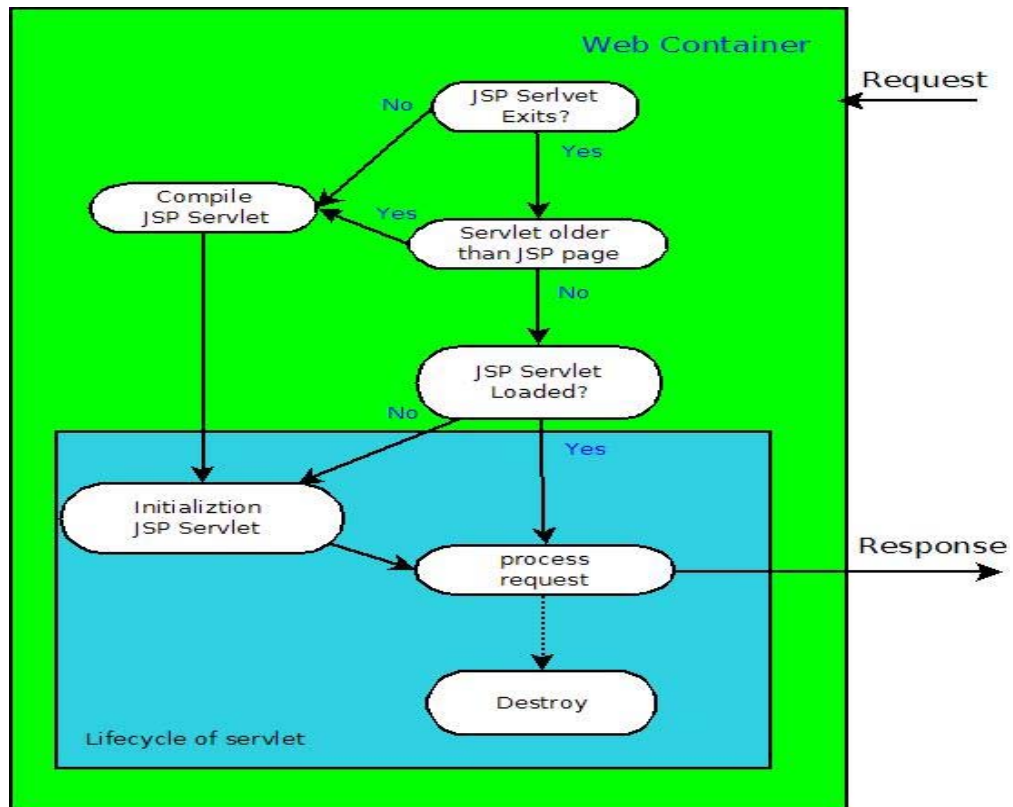 Web Container
Request
JSP Serlvet
Exits?
No
Yes
Compile
JSP Servlet
Yes
Servlet older
than JSP page
No
JSP Servlet
Loaded?
No
Yes
Initializtion
JSP Servlet
process
request
Response
Destroy
Lifecycle of servlet